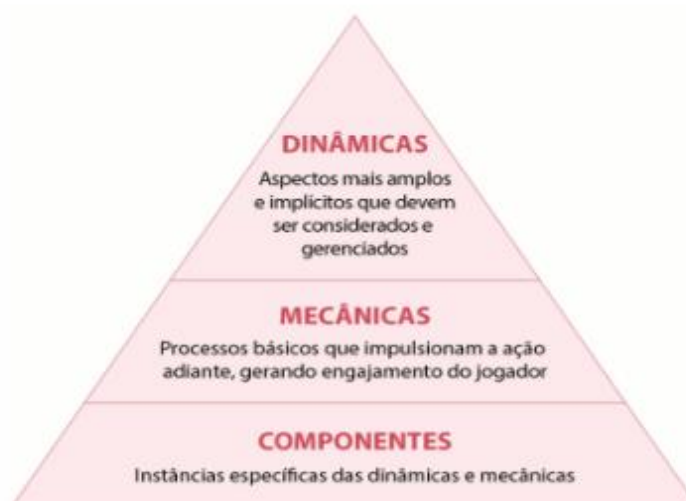 DINÂMICAS
Aspectos mais amplos
e implícitos que devem
ser considerados e
gerenciados
MECÂNICAS
Processos básicos que impulsionam a ação
adiante, gerando engajamento do jogador
COMPONENTES
Instâncias específicas das dinâmicas e mecânicas